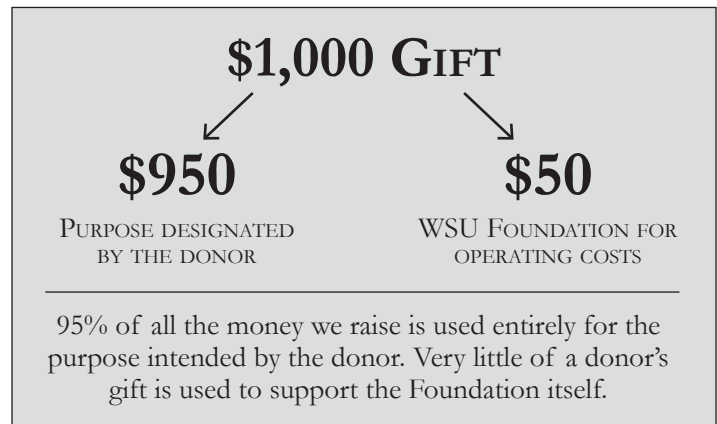 $1,000 GIFT
$950
$50
PURPOSE DESIGNATED
BY THE DONOR
WSU FOUNDATION FOR
OPERATING COSTS
95% of all the money we raise is used entirely for the
purpose intended by the donor. Very little of a donor's
gift is used to support the Foundation itself.